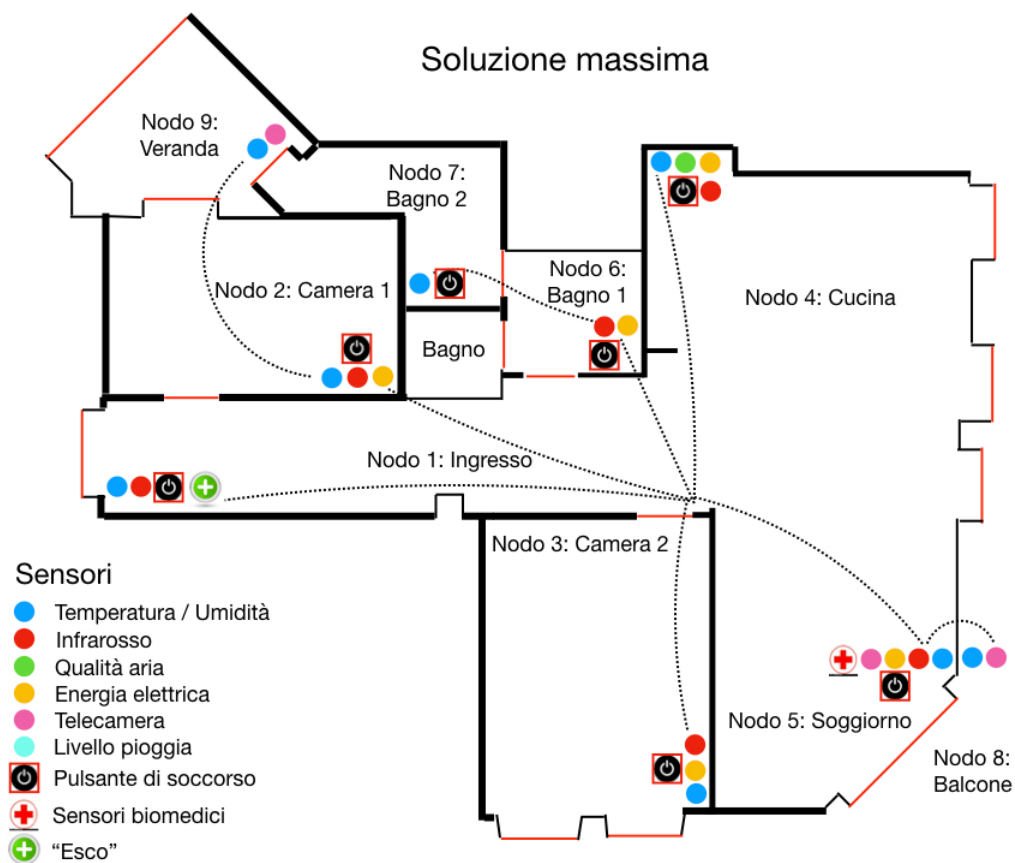 Soluzione massima
Nodo 9:
Veranda
Nodo 7:
Bagno 2
Nodo 2: Camera 1
Nodo 6:
Bagno 1
Nodo 4: Cucina
Bagno
Nodo 1: Ingresso
Nodo 3: Camera 2
Nodo 5: Soggiorno
Nodo 8:
Balcone
Sensori
Temperatura / Umidità
Infrarosso
Qualità aria
Energia elettrica
Telecamera
Livello pioggia
Pulsante di soccorso
Sensori biomedici
“Esco”